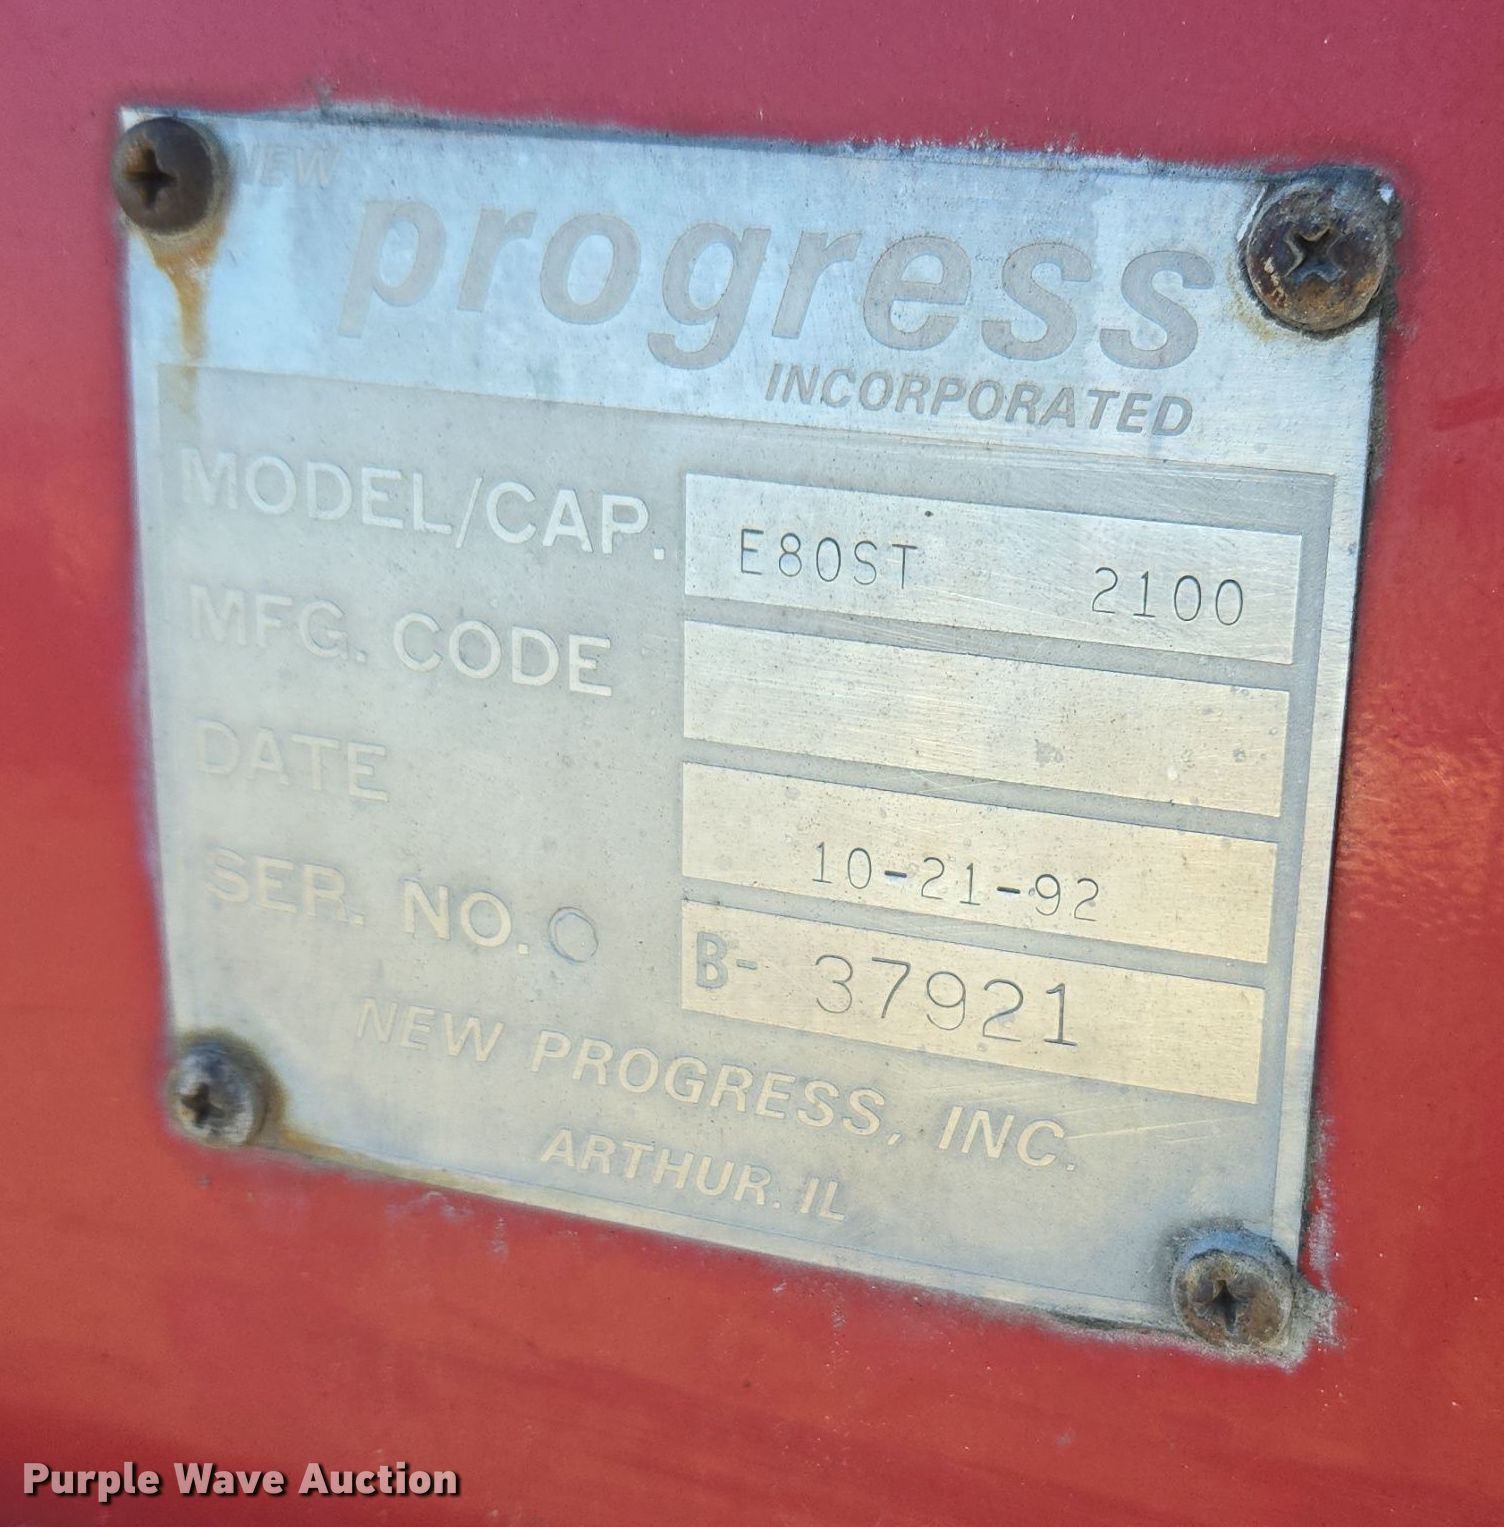 NEW
progress
INCORPORATED
MODEL/CAP. E80ST 2100
MFG. CODE
DATE 10-21-92
SER. NO. B- 37921
NEW PROGRESS, INC.
ARTHUR. IL
Purple Wave Auction